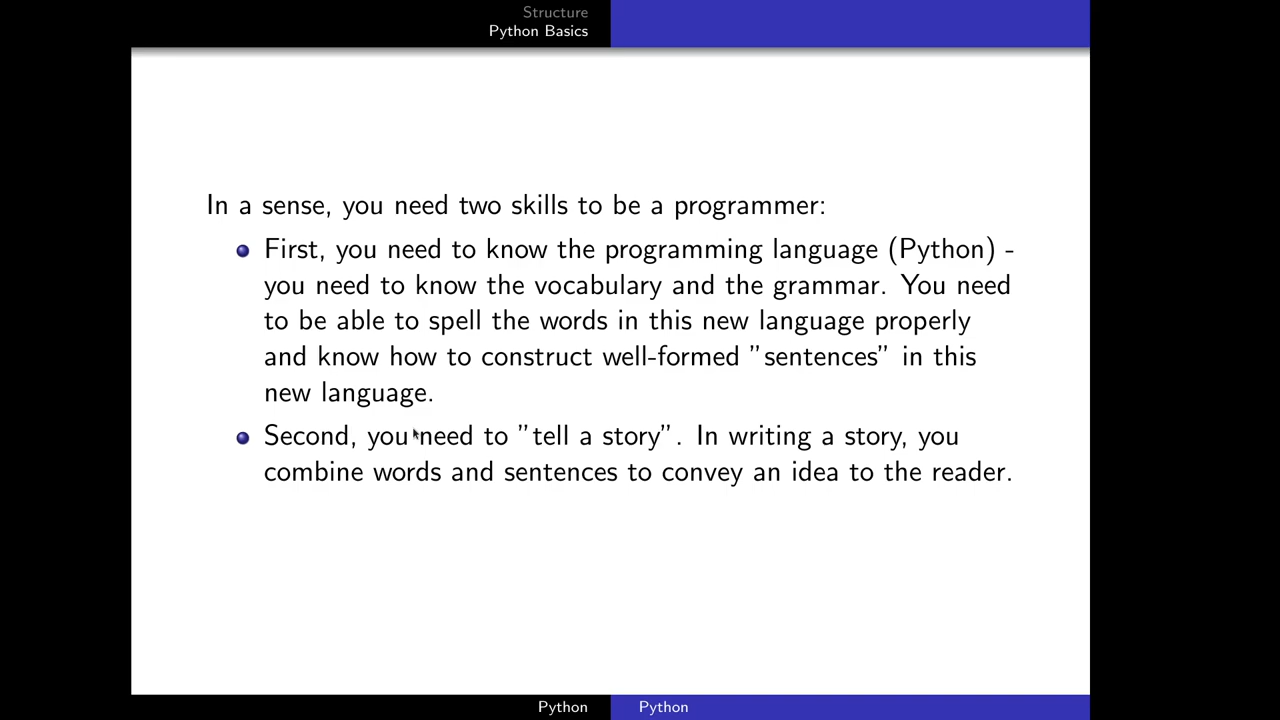 Structure
Python Basics
In a sense, you need two skills to be a programmer:
First, you need to know the programming language (Python) -
you need to know the vocabulary and the grammar. You need
to be able to spell the words in this new language properly
and know how to construct well-formed ”sentences” in this
new language.
Second, you need to ”tell a story”. In writing a story, you
combine words and sentences to convey an idea to the reader.
Python
Python